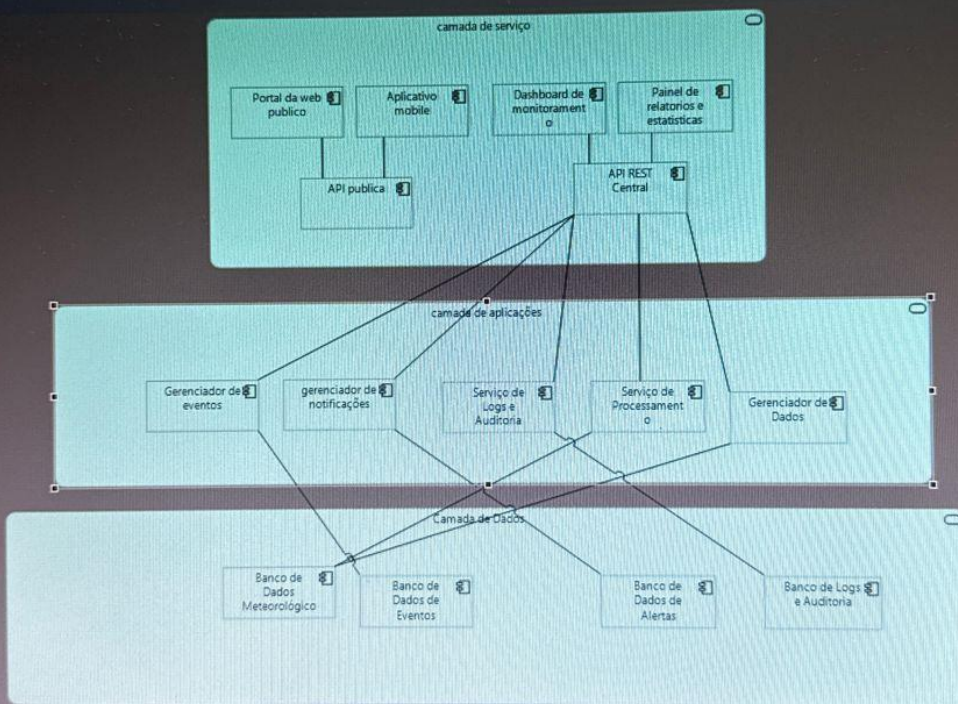 camada de serviço
Portal da web
publico
Aplicativo
mobile
Dashboard de
monitorament
o
Painel de
relatorios e
estatisticas
API publica
API REST
Central
camada de aplicações
Gerenciador de
eventos
gerenciador de
notificações
Serviço de
Logs e
Auditoria
Serviço de
Processament
o
Gerenciador de
Dados
Camada de Dados
Banco de
Dados
Meteorológico
Banco de
Dados de
Eventos
Banco de
Dados de
Alertas
Banco de Logs
e Auditoria